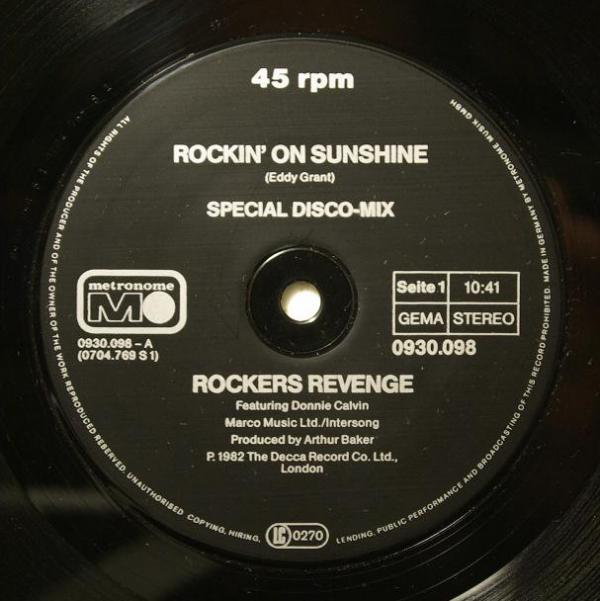 45 rpm
ROCKIN' ON SUNSHINE
(Eddy Grant)
SPECIAL DISCO-MIX
metronome
M
0930.098 – A
(0704.769 S 1)
Seite 1 10:41
GEMA STEREO
0930.098
ROCKERS REVENGE
Featuring Donnie Calvin
Marco Music Ltd./Intersong
Produced by Arthur Baker
P. 1982 The Decca Record Co. Ltd.,
London
ALL RIGHTS OF THE PRODUCER AND OF THE OWNER OF THE WORK REPRODUCED RESERVED. UNAUTHORISED COPYING, HIRING, LENDING, PUBLIC PERFORMANCE AND BROADCASTING OF THIS RECORD PROHIBITED. MADE IN GERMANY BY METRONOME MUSIK GMBH
LC 0270